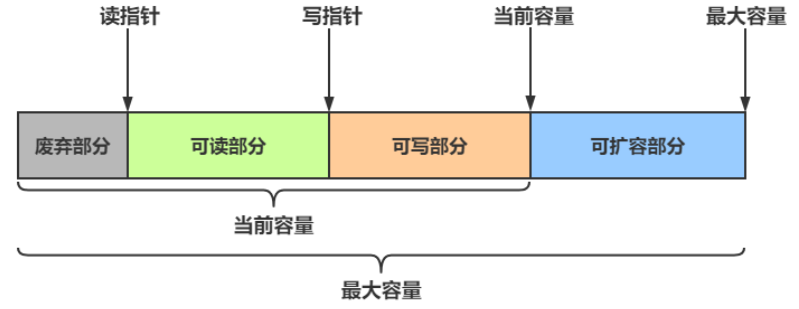 读指针 写指针 当前容量 最大容量
废弃部分 可读部分 可写部分 可扩容部分
当前容量
最大容量